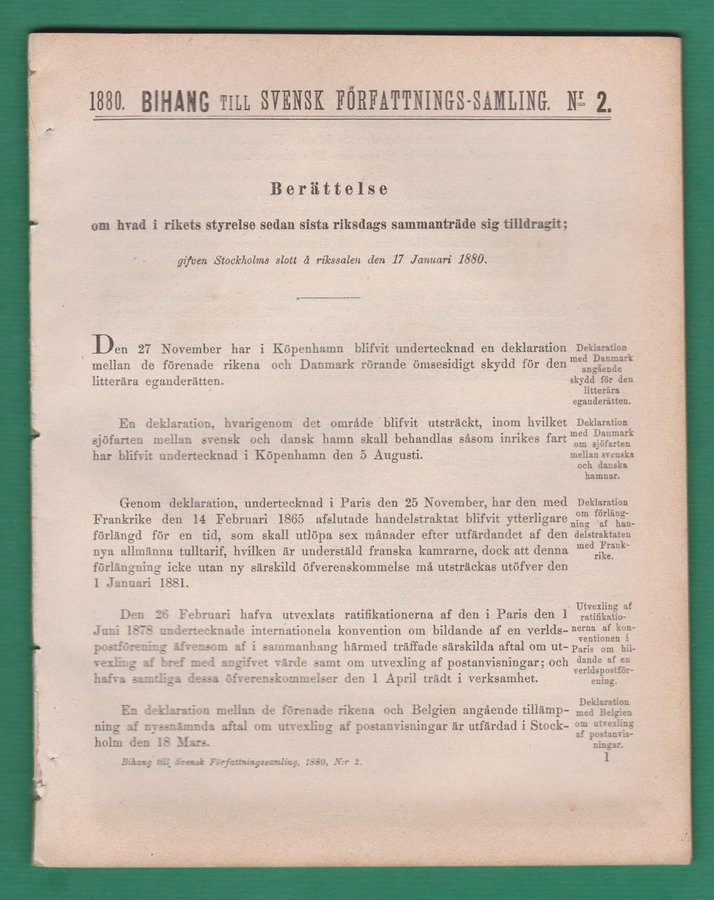 1880. BIHANG TILL SVENSK FÖRFATTNINGS-SAMLING. Nr 2.
Berättelse
om hvad i rikets styrelse sedan sista riksdags sammanträde sig tilldragit;
gifven Stockholms slott å rikssalen den 17 Januari 1880.
Den 27 November har i Köpenhamn blifvit undertecknad en deklaration
mellan de förenade rikena och Danmark rörande ömsesidigt skydd för den
litterära eganderätten.
Deklaration
med Danmark
angående
skydd för den
litterära
eganderätten.
En deklaration, hvarigenom det område blifvit utsträckt, inom hvilket
sjöfarten mellan svensk och dansk hamn skall behandlas såsom inrikes fart
har blifvit undertecknad i Köpenhamn den 5 Augusti.
Deklaration
med Danmark
om sjöfarten
mellan svenska
och danska
hamnar.
Genom deklaration, undertecknad i Paris den 25 November, har den med
Frankrike den 14 Februari 1865 afslutade handelstraktat blifvit ytterligare
förlängd för en tid, som skall utlöpa sex månader efter utfärdandet af den
nya allmänna tulltarif, hvilken är understäld franska kamrarne, dock att denna
förlängning icke utan ny särskild öfverenskommelse må utsträckas utöfver den
1 Januari 1881.
Deklaration
om förläng-
ning af han-
delstraktaten
med Frank-
rike.
Den 26 Februari hafva utvexlats ratifikationerna af den i Paris den 1
Juni 1878 undertecknade internationela konvention om bildande af en verlds-
postförening äfvensom af i sammanhang härmed träffade särskilda aftal om ut-
vexling af bref med angifvet värde samt om utvexling af postanvisningar; och
hafva samtliga dessa öfverenskommelser den 1 April trädt i verksamhet.
Utvexling af
ratifikatio-
nerna af kon-
ventionen i
Paris om bil-
dande af en
verldspostför-
ening.
En deklaration mellan de förenade rikena och Belgien angående tillämp-
ning af nyssnämnda aftal om utvexling af postanvisningar är utfärdad i Stock-
holm den 18 Mars.
Deklaration
med Belgien
om utvexling
af postanvis-
ningar.
Bihang till Svensk Författningssamling, 1880, N:r 2.
1